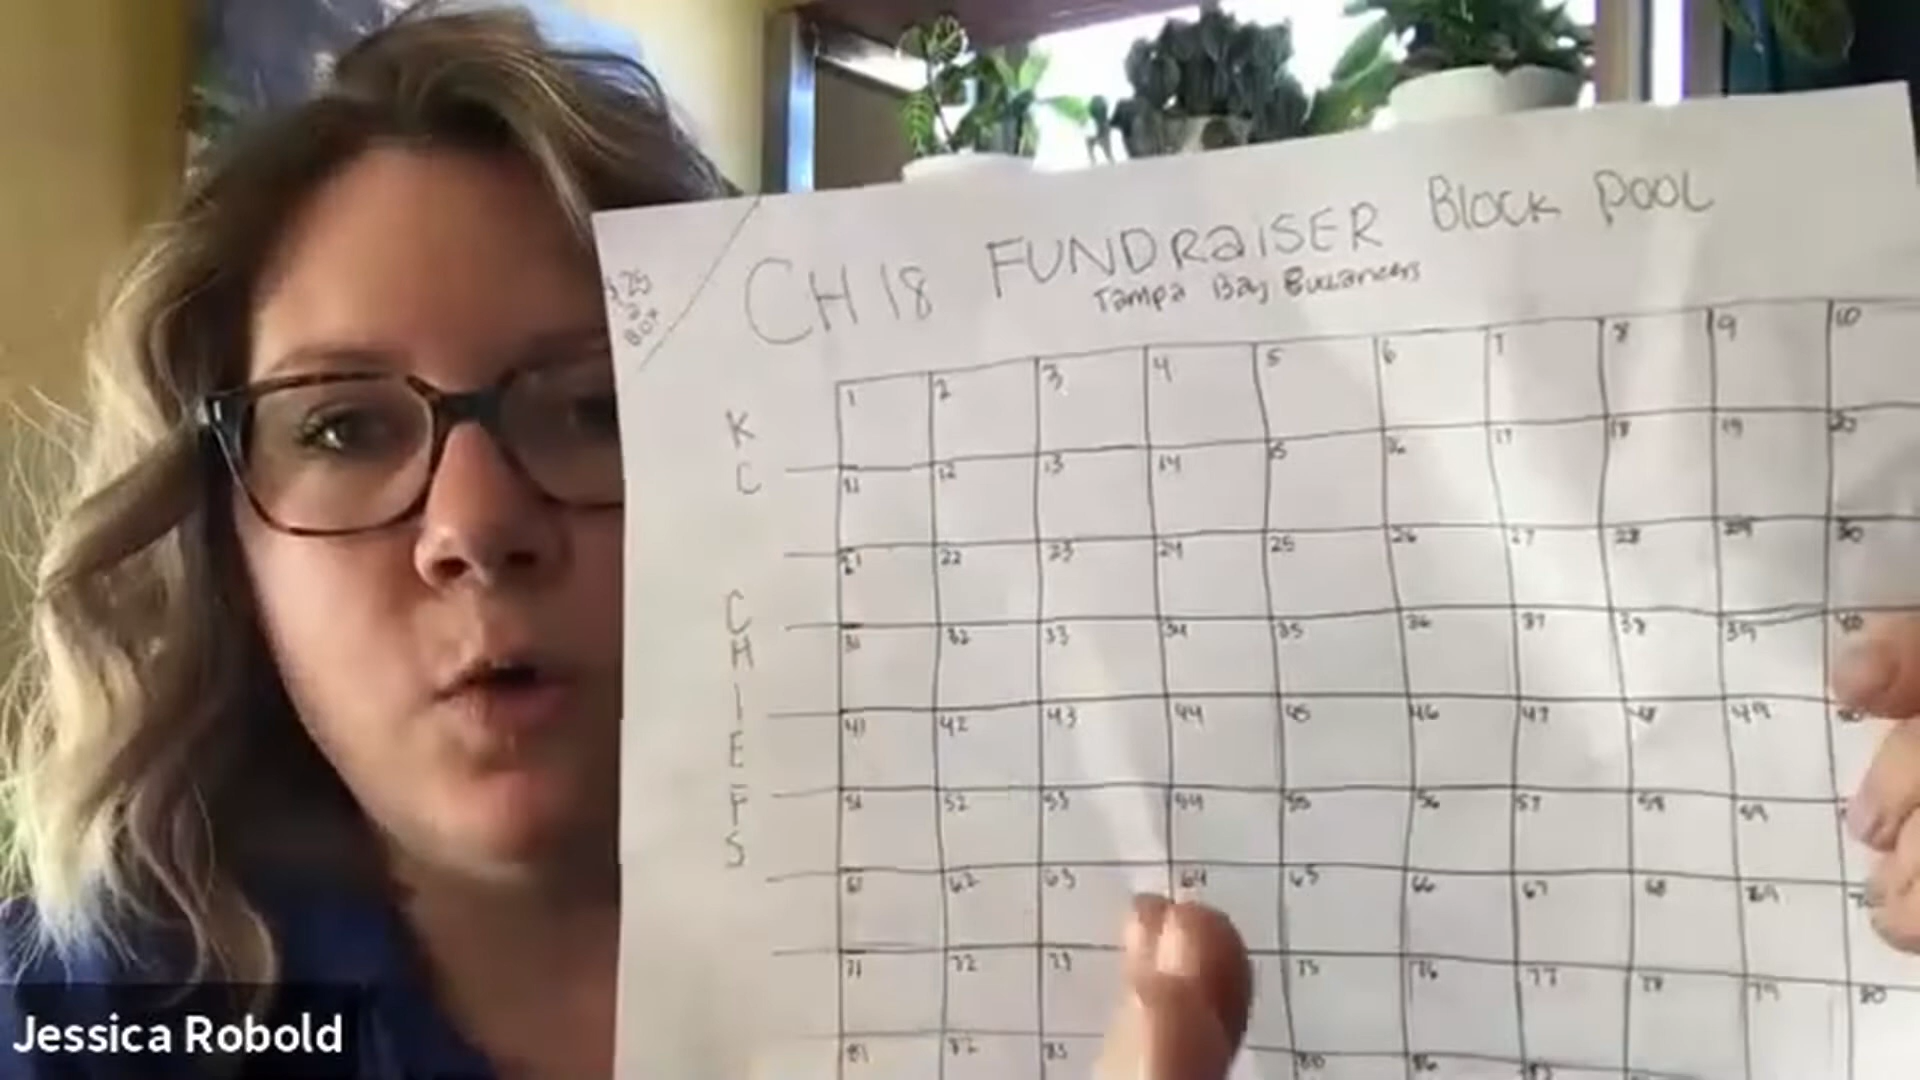 CH 18 FUNDRaiSER Block POOL
Tampa Bay Buccaneers
$25
a
BOX
K
C
C
H
I
E
F
S
1 2 3 4 5 6 7 8 9 10
11 12 13 14 15 16 17 18 19 20
21 22 23 24 25 26 27 28 29 30
31 32 33 34 35 36 37 38 39 40
41 42 43 44 45 46 47 48 49 50
51 52 53 54 55 56 57 58 59
61 62 63 64 65 66 67 68 69
71 72 73 75 76 77 78 79 80
81 82 83 86
Jessica Robold